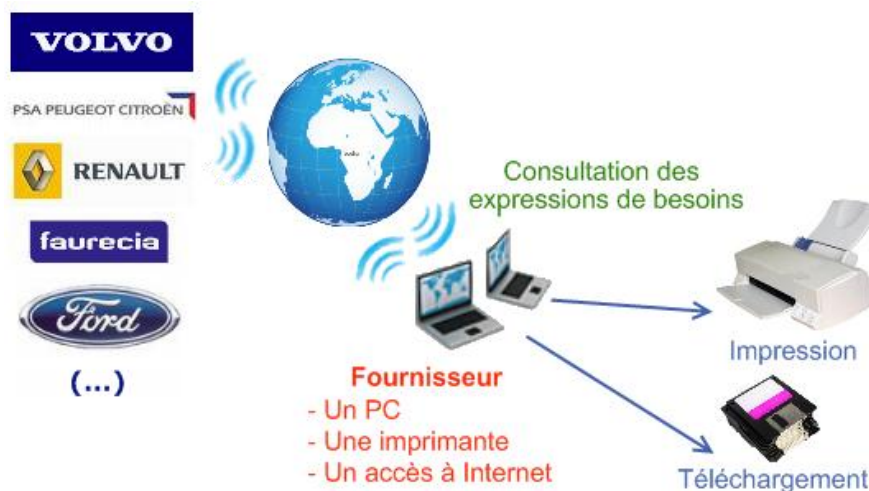 VOLVO
PSA PEUGEOT CITROËN
RENAULT
faurecia
Ford
(...)
Consultation des
expressions de besoins
Fournisseur
- Un PC
- Une imprimante
- Un accès à Internet
Impression
Téléchargement